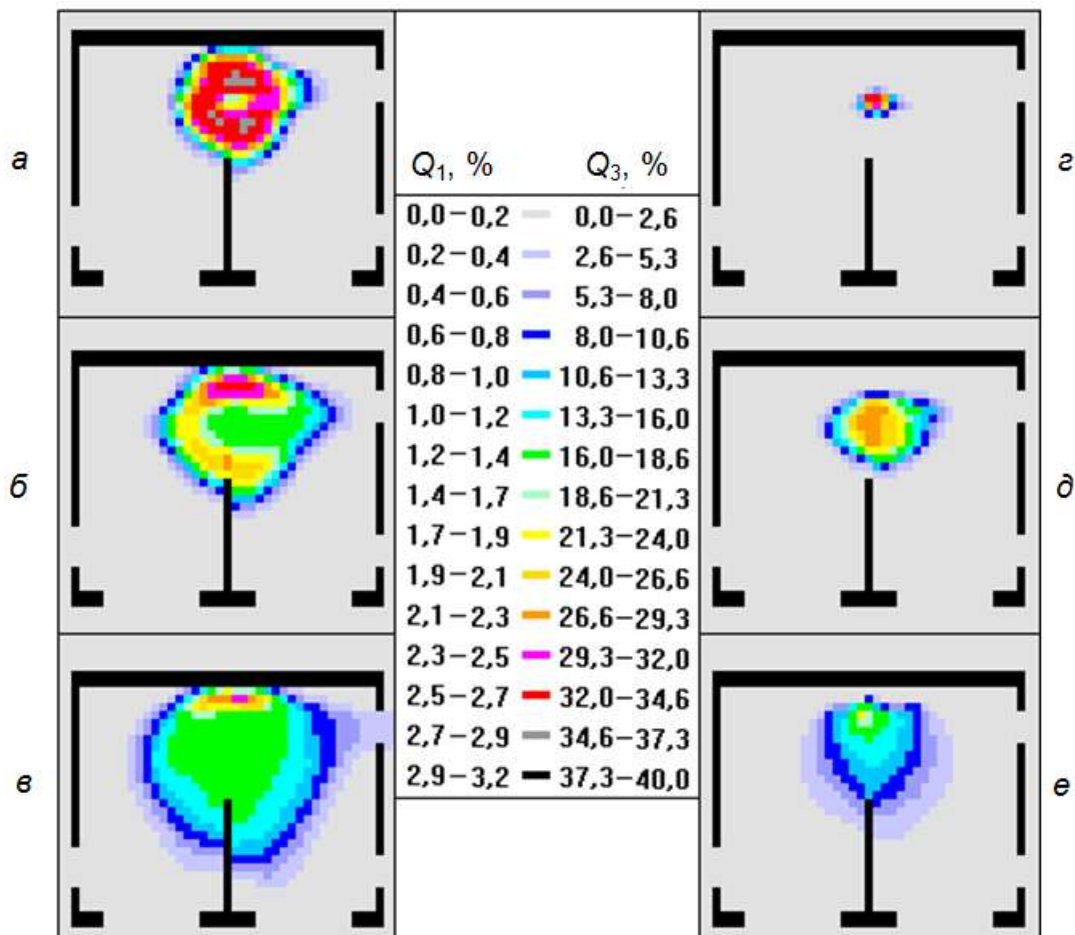 а
б
в
Q1, % Q3, %
0,0–0,2 0,0–2,6
0,2–0,4 2,6–5,3
0,4–0,6 5,3–8,0
0,6–0,8 8,0–10,6
0,8–1,0 10,6–13,3
1,0–1,2 13,3–16,0
1,2–1,4 16,0–18,6
1,4–1,7 18,6–21,3
1,7–1,9 21,3–24,0
1,9–2,1 24,0–26,6
2,1–2,3 26,6–29,3
2,3–2,5 29,3–32,0
2,5–2,7 32,0–34,6
2,7–2,9 34,6–37,3
2,9–3,2 37,3–40,0
г
д
е